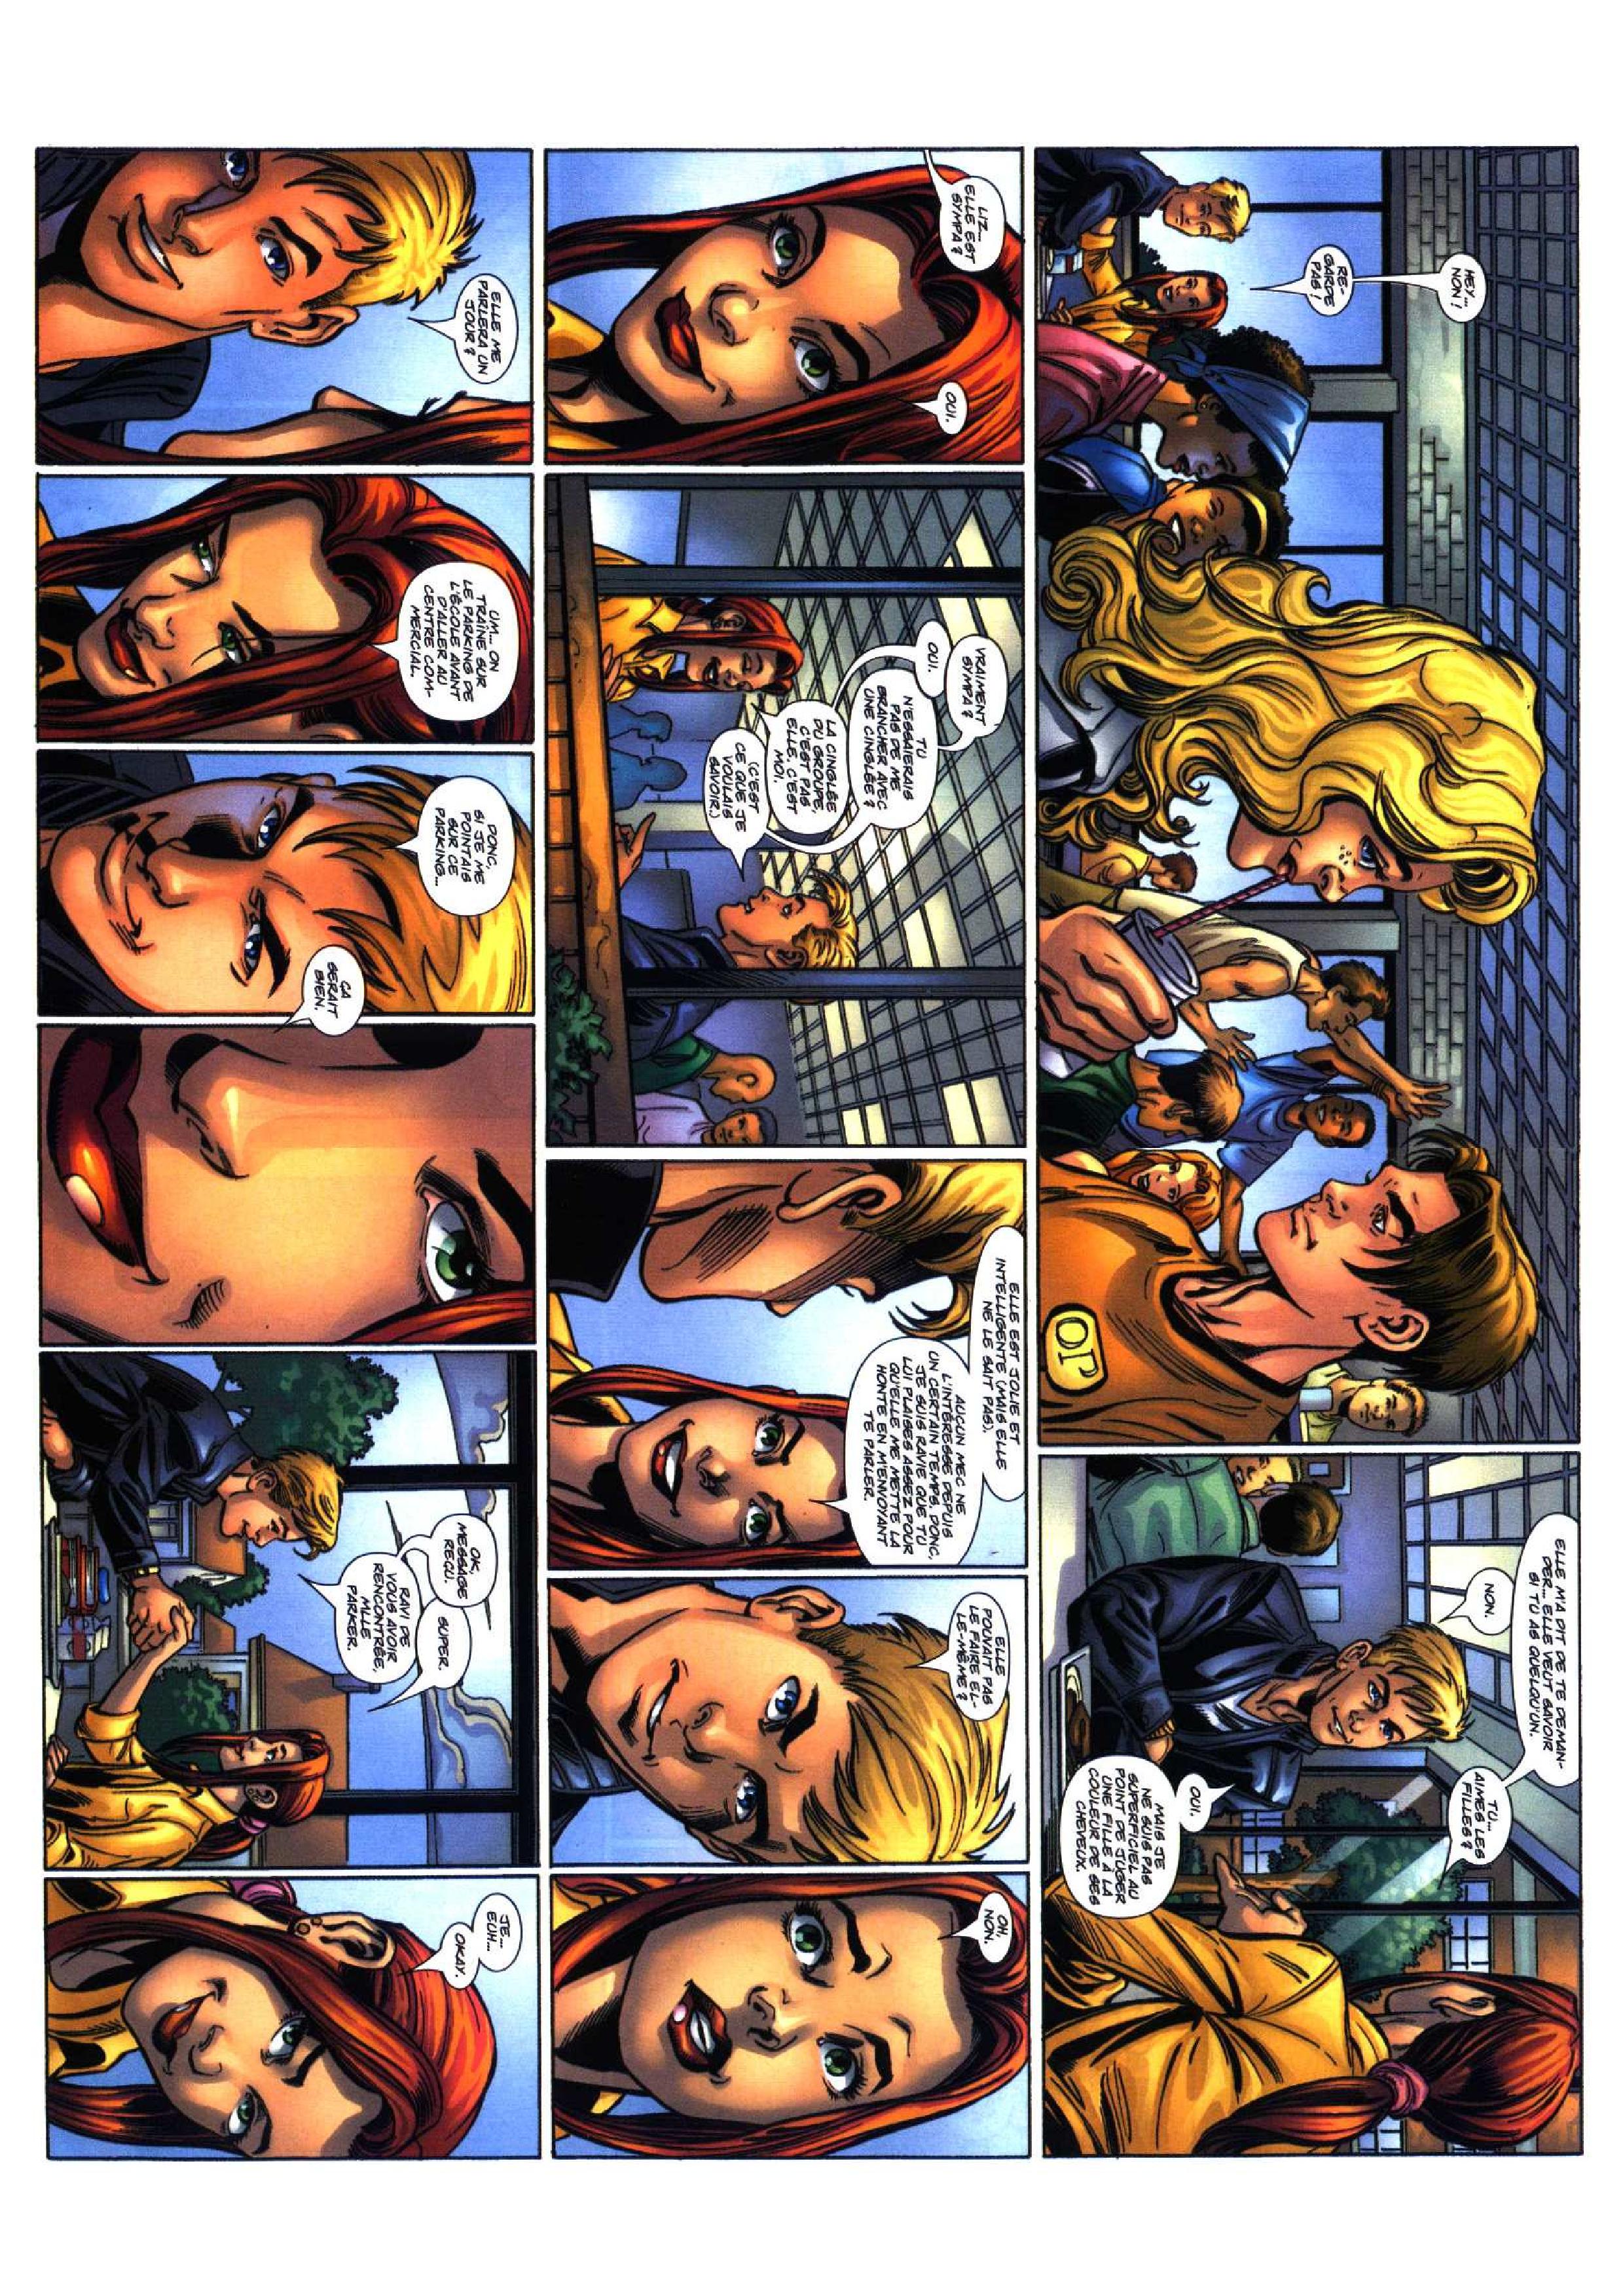 HEY...
NON !
RE-
GARDE
PAS !
OP
ELLE M'A DIT DE TE DEMAN-
DER... ELLE VEUT SAVOIR
SI TU AS QUELQU'UN.
NON.
TU...
AIMES LES
FILLES ?
OUI.
MAIS JE
NE SUIS PAS
SUPERFICIEL AU
POINT DE JUGER
UNE FILLE À LA
COULEUR DE SES
CHEVEUX.
LIZ...
ELLE EST
SYMPA ?
OUI.
VRAIMENT
SYMPA ?
OUI.
TU
N'ESSAIERAIS
PAS DE ME
BRANCHER AVEC
UNE CINGLÉE ?
LA CINGLÉE
DU GROUPE,
C'EST PAS
ELLE, C'EST
MOI.
(C'EST
CE QUE JE
VOULAIS
SAVOIR.)
ELLE EST JOLIE ET
INTELLIGENTE (MAIS ELLE
NE LE SAIT PAS).
AUCUN MEC NE
L'INTÉRESSE DEPUIS
UN CERTAIN TEMPS. DONC,
JE SUIS RAVIE QUE TU
LUI PLAISES ASSEZ POUR
QU'ELLE ME METTE LA
HONTE EN M'ENVOYANT
TE PARLER.
ELLE
POUVAIT PAS
LE FAIRE EL-
LE-MÊME ?
OH,
NON.
ELLE ME
PARLERA UN
JOUR ?
UM... ON
TRAÎNE SUR
LE PARKING DE
L'ÉCOLE AVANT
D'ALLER AU
CENTRE COM-
MERCIAL.
DONC,
SI JE ME
POINTAIS
SUR CE
PARKING...
ÇA
SERAIT
BIEN.
OK,
MESSAGE
REÇU.
SUPER.
RAVI DE
VOUS AVOIR
RENCONTRÉE,
MLLE
PARKER.
JE...
EUH...
OKAY.